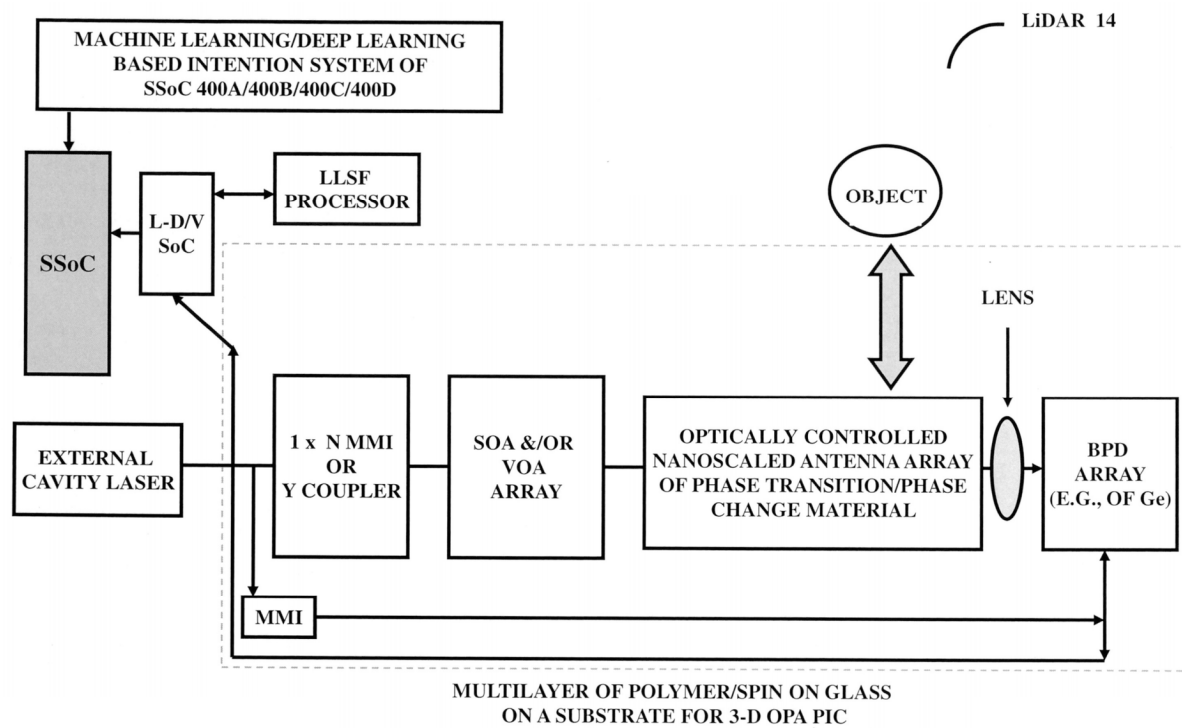 LiDAR 14
MACHINE LEARNING/DEEP LEARNING
BASED INTENTION SYSTEM OF
SSoC 400A/400B/400C/400D
SSoC
L-D/V
SoC
LLSF
PROCESSOR
OBJECT
LENS
EXTERNAL
CAVITY LASER
1 x N MMI
OR
Y COUPLER
SOA &/OR
VOA
ARRAY
OPTICALLY CONTROLLED
NANOSCALED ANTENNA ARRAY
OF PHASE TRANSITION/PHASE
CHANGE MATERIAL
BPD
ARRAY
(E.G., OF Ge)
MMI
MULTILAYER OF POLYMER/SPIN ON GLASS
ON A SUBSTRATE FOR 3-D OPA PIC